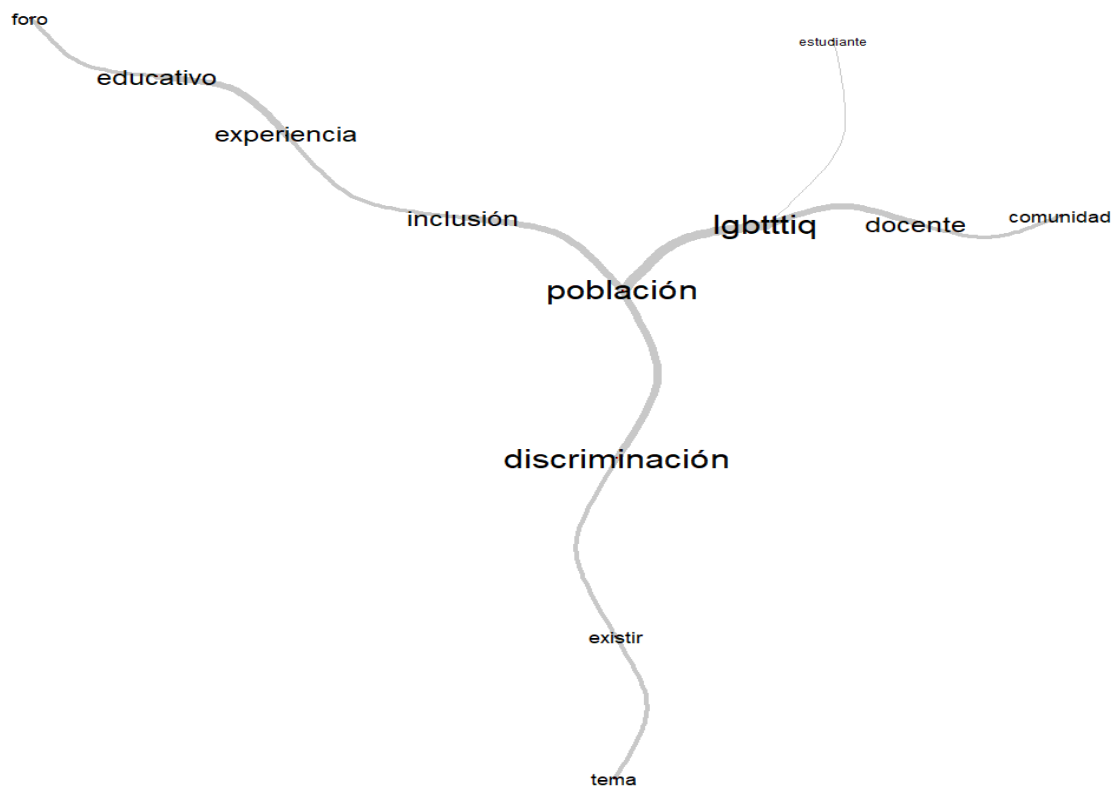 foro
estudiante
educativo
experiencia
inclusión
lgbtttiq
docente
comunidad
población
discriminación
existir
tema